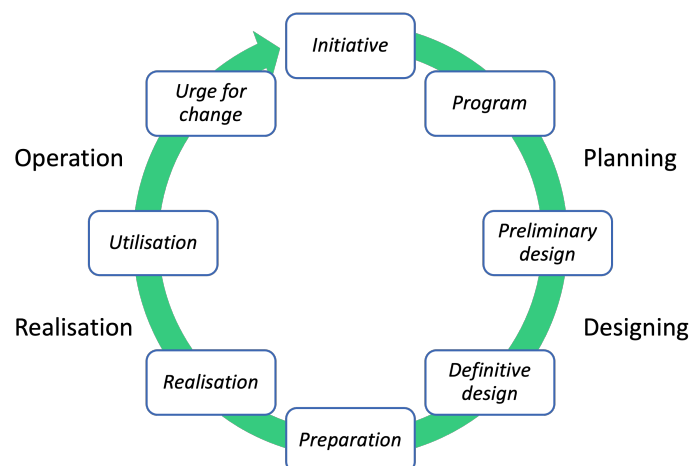 Initiative
Urge for
change
Program
Operation
Planning
Utilisation
Preliminary
design
Realisation
Designing
Realisation
Definitive
design
Preparation